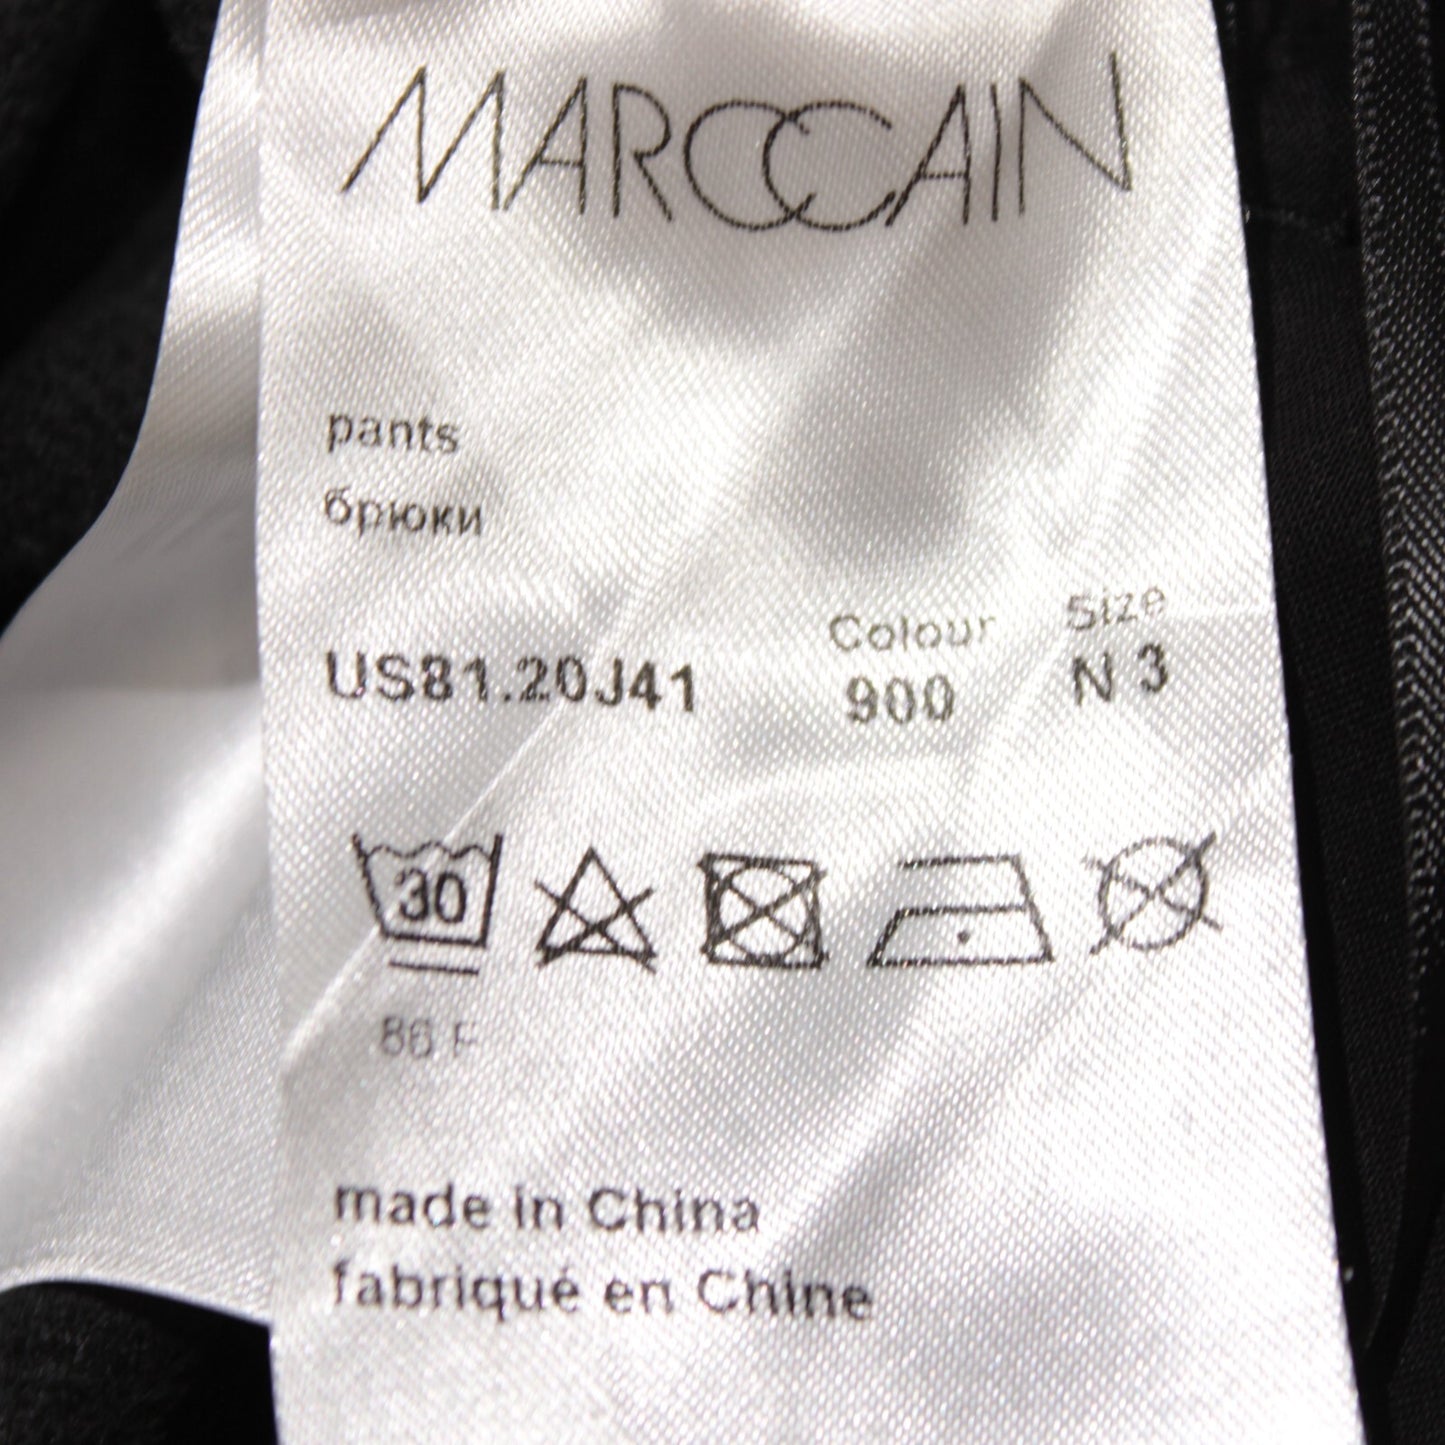 MARCCAIN
pants
брюки
Colour Size
US81.20J41 900 N 3
30
86 F
made in China
fabriqué en Chine